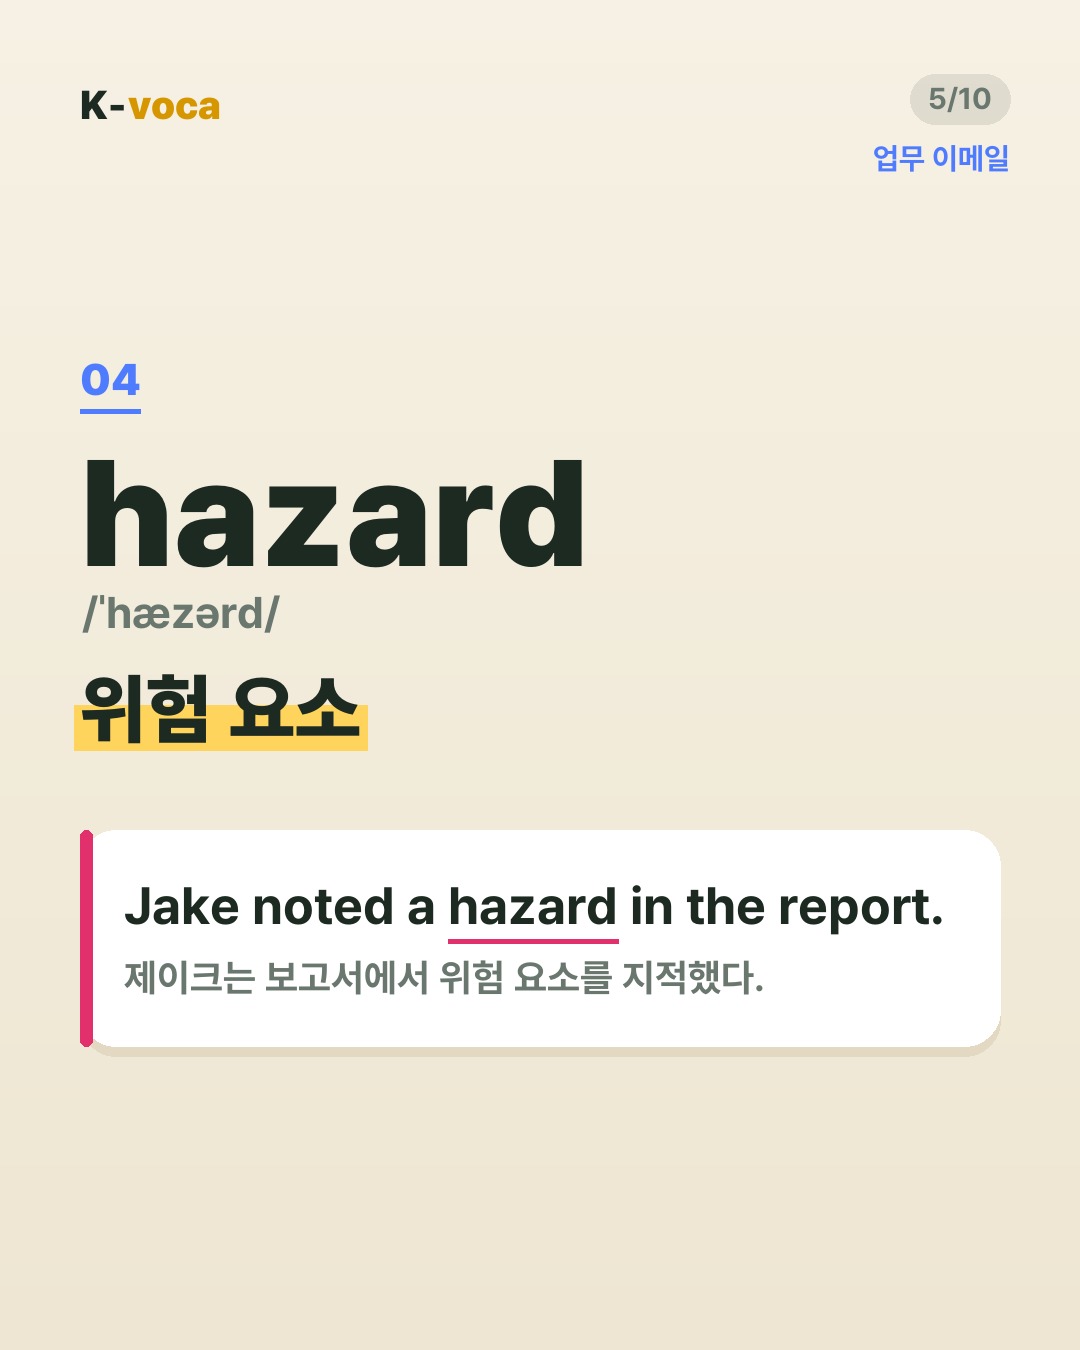 K-voca
5/10
업무 이메일
04
hazard
/ˈhæzərd/
위험 요소
Jake noted a hazard in the report.
제이크는 보고서에서 위험 요소를 지적했다.